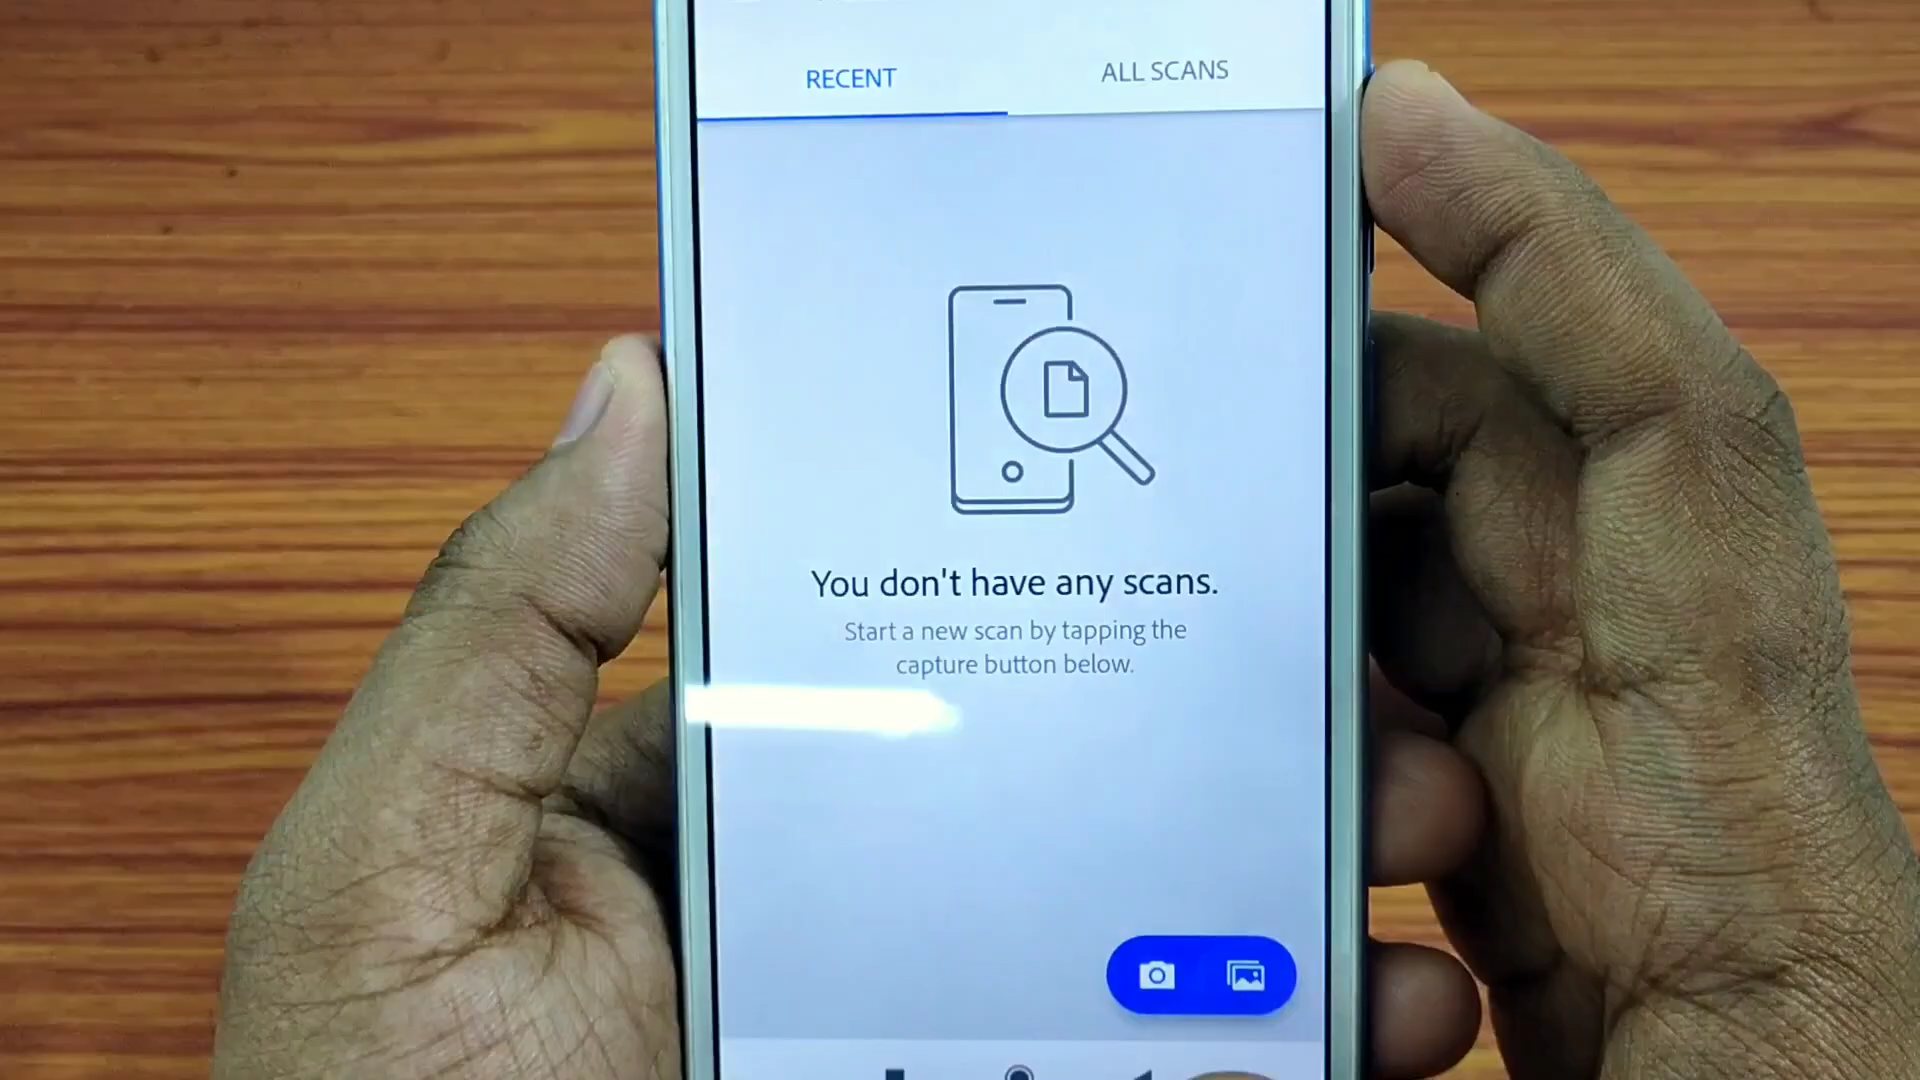 RECENT
ALL SCANS
You don't have any scans.
Start a new scan by tapping the
capture button below.